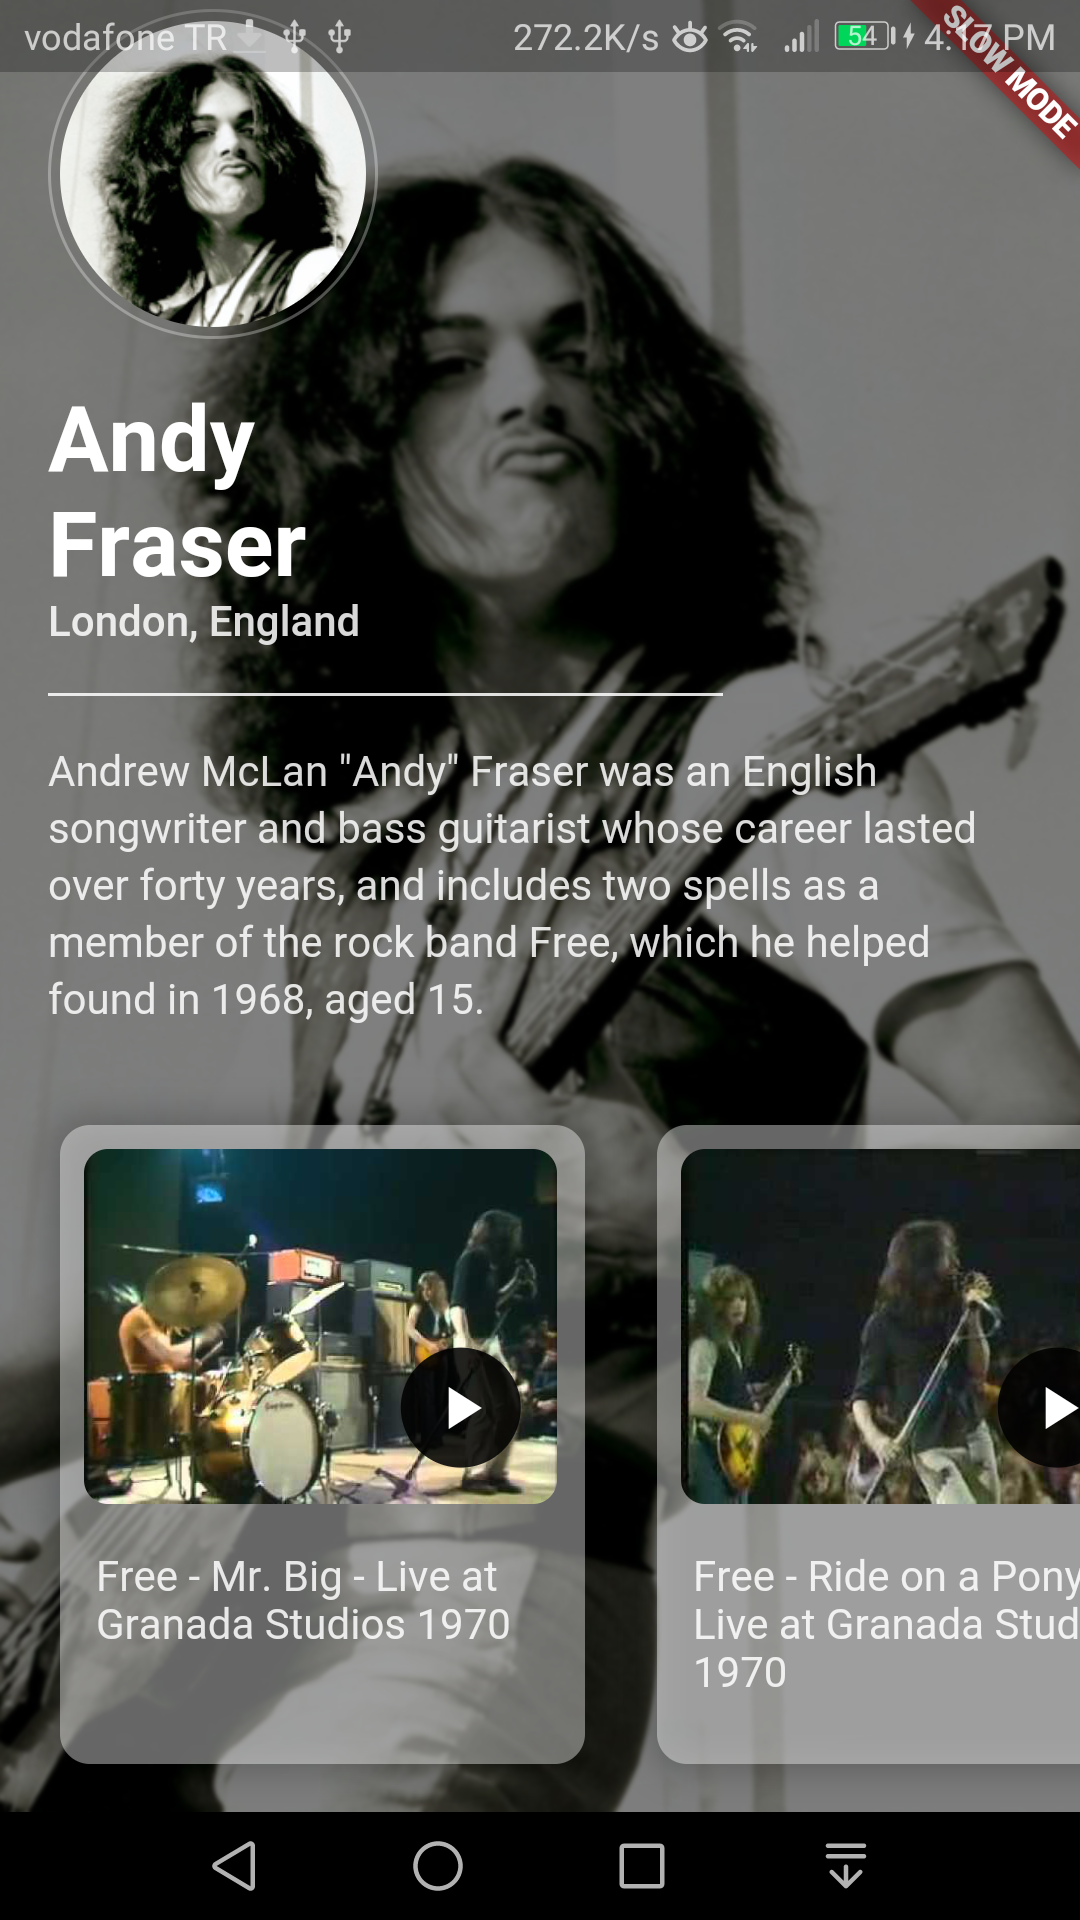 vodafone TR 272.2K/s 54 4:17 PM
SLOW MODE
Andy
Fraser
London, England
Andrew McLan "Andy" Fraser was an English
songwriter and bass guitarist whose career lasted
over forty years, and includes two spells as a
member of the rock band Free, which he helped
found in 1968, aged 15.
Free - Mr. Big - Live at
Granada Studios 1970
Free - Ride on a Pony
Live at Granada Stud
1970